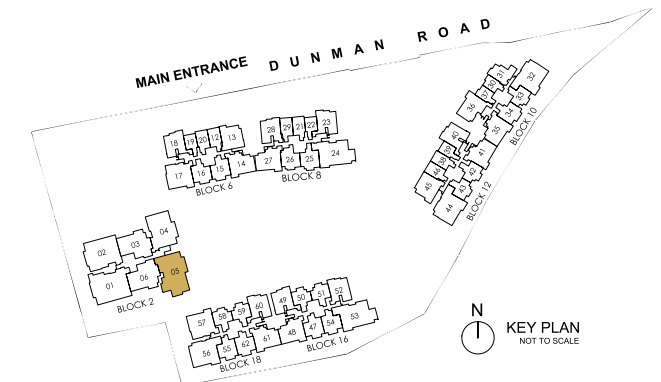 DUNMAN ROAD
MAIN ENTRANCE
18 19 20 12 13
17 16 15 14
BLOCK 6
28 29 21 22 23
27 26 25 24
BLOCK 8
31 32
30
37 33
36 34
35
BLOCK 10
40
39 41
38
46 42
45 43
44
BLOCK 12
04
02 03
05
01 06
BLOCK 2
57 58 59 60
56 55 62 61
BLOCK 18
49 50 51 52
48 47 54 53
BLOCK 16
N
KEY PLAN
NOT TO SCALE